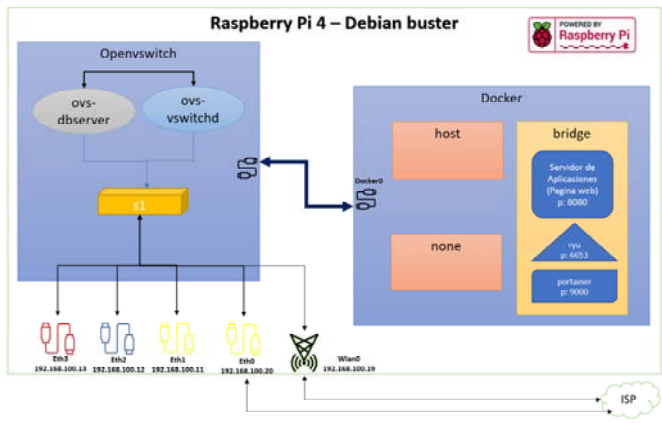 Raspberry Pi 4 – Debian buster
POWERED BY
Raspberry Pi
Openvswitch
ovs-
dbserver
ovs-
vswitchd
s1
Docker
host
none
bridge
Docker0
Servidor de
Aplicaciones
(Pagina web)
p: 8080
ryu
p: 6653
portainer
p: 9000
Eth3
192.168.100.13
Eth2
192.168.100.12
Eth1
192.168.100.11
Eth0
192.168.100.20
Wlan0
192.168.100.19
ISP